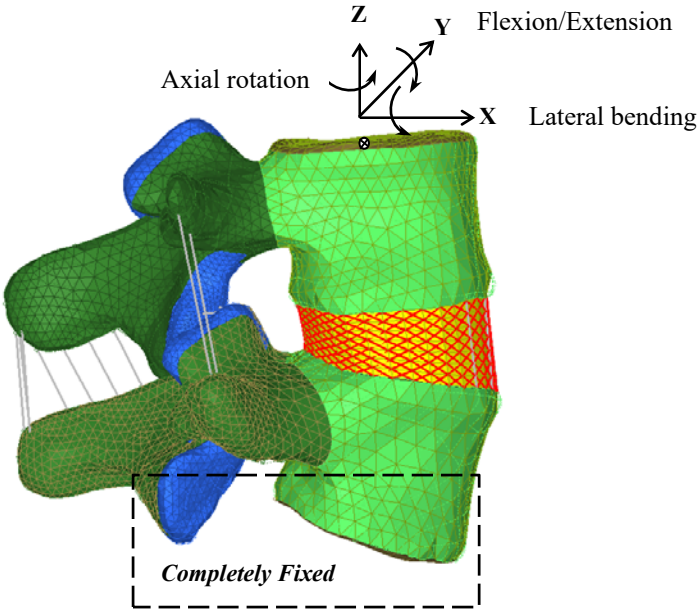 Z
Y
Flexion/Extension
Axial rotation
X
Lateral bending
Completely Fixed